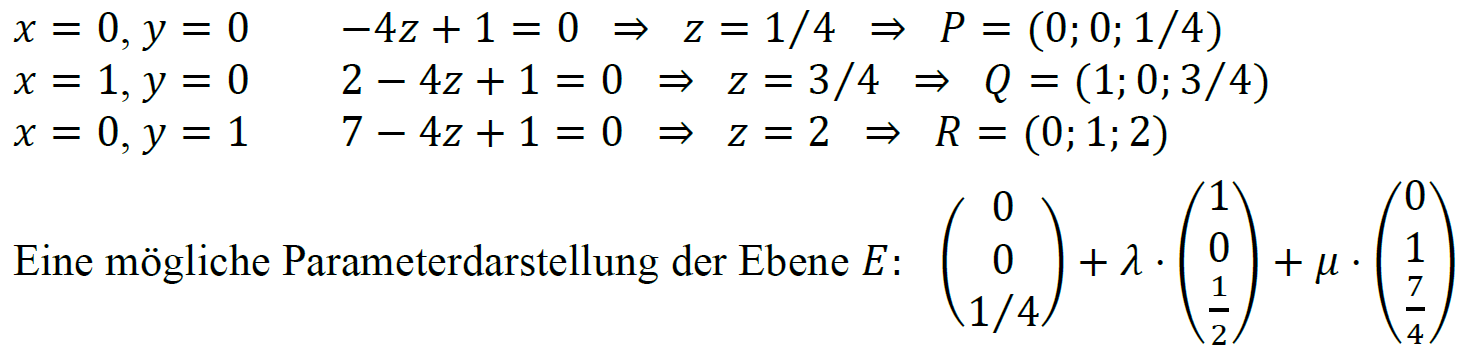 x = 0, y = 0 −4z + 1 = 0 ⇒ z = 1/4 ⇒ P = (0; 0; 1/4)
x = 1, y = 0 2 − 4z + 1 = 0 ⇒ z = 3/4 ⇒ Q = (1; 0; 3/4)
x = 0, y = 1 7 − 4z + 1 = 0 ⇒ z = 2 ⇒ R = (0; 1; 2)
Eine mögliche Parameterdarstellung der Ebene E: (0 0 1/4) + λ · (1 0 1/2) + μ · (0 1 7/4)